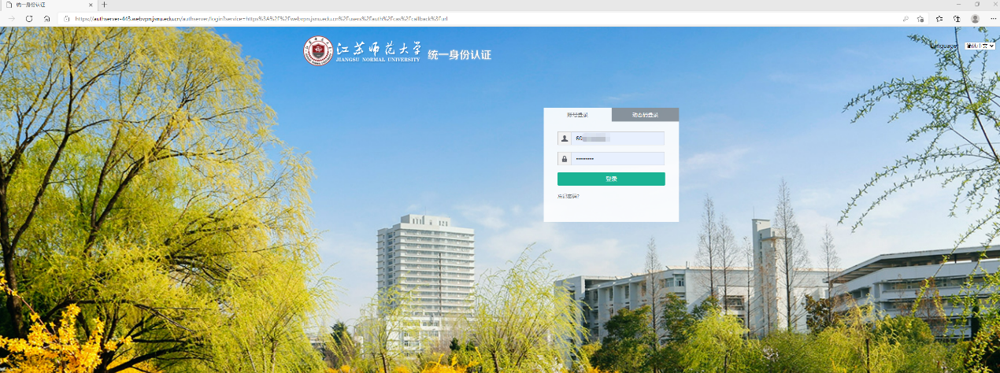 统一身份认证
https://authserver-443.webvpn.jsnu.edu.cn/authserver/login?service=https%3A%2F%2Fwebvpn.jsnu.edu.cn%2Fusers%2Fauth%2Fcas%2Fcallback%3Furl
江苏师范大学
JIANGSU NORMAL UNIVERSITY
统一身份认证
Language:
简体中文
账号登录
动态码登录
60
登录
忘记密码?